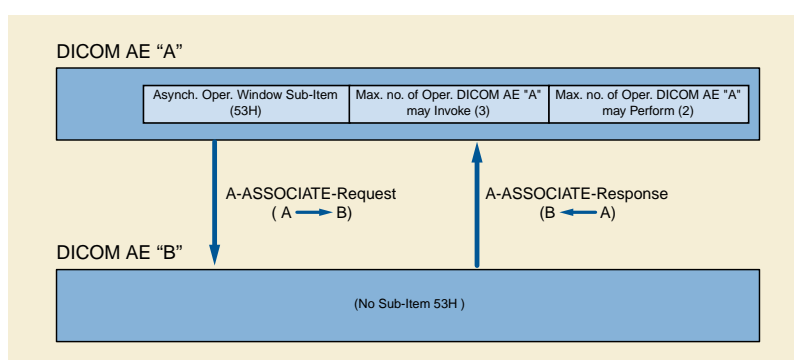 DICOM AE “A”
Asynch. Oper. Window Sub-Item
(53H)
Max. no. of Oper. DICOM AE "A"
may Invoke (3)
Max. no. of Oper. DICOM AE "A"
may Perform (2)
A-ASSOCIATE-Request
( A B)
A-ASSOCIATE-Response
(B A)
DICOM AE “B”
(No Sub-Item 53H )